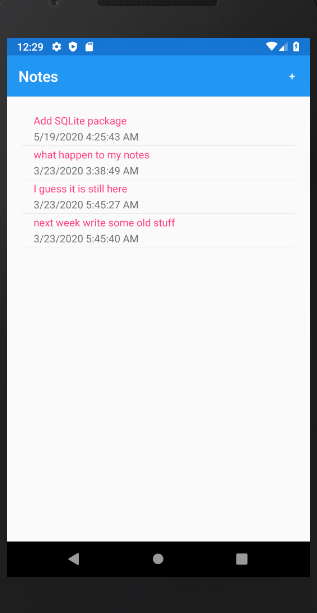 12:29
Notes +
Add SQLite package
5/19/2020 4:25:43 AM
what happen to my notes
3/23/2020 3:38:49 AM
I guess it is still here
3/23/2020 5:45:27 AM
next week write some old stuff
3/23/2020 5:45:40 AM